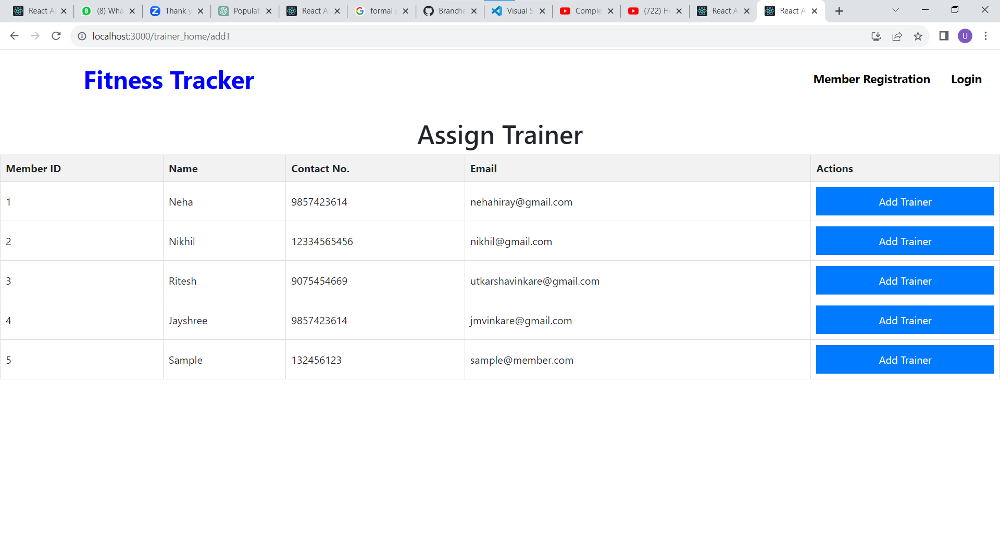 React A
(8) Wha
Thank y
Populat
React A
formal
Branche
Visual S
Comple
(722) H
React A
React A
localhost:3000/trainer_home/addT
U
Fitness Tracker
Member Registration Login
Assign Trainer
Member ID Name Contact No. Email Actions
1 Neha 9857423614 nehahiray@gmail.com Add Trainer
2 Nikhil 12334565456 nikhil@gmail.com Add Trainer
3 Ritesh 9075454669 utkarshavinkare@gmail.com Add Trainer
4 Jayshree 9857423614 jmvinkare@gmail.com Add Trainer
5 Sample 132456123 sample@member.com Add Trainer